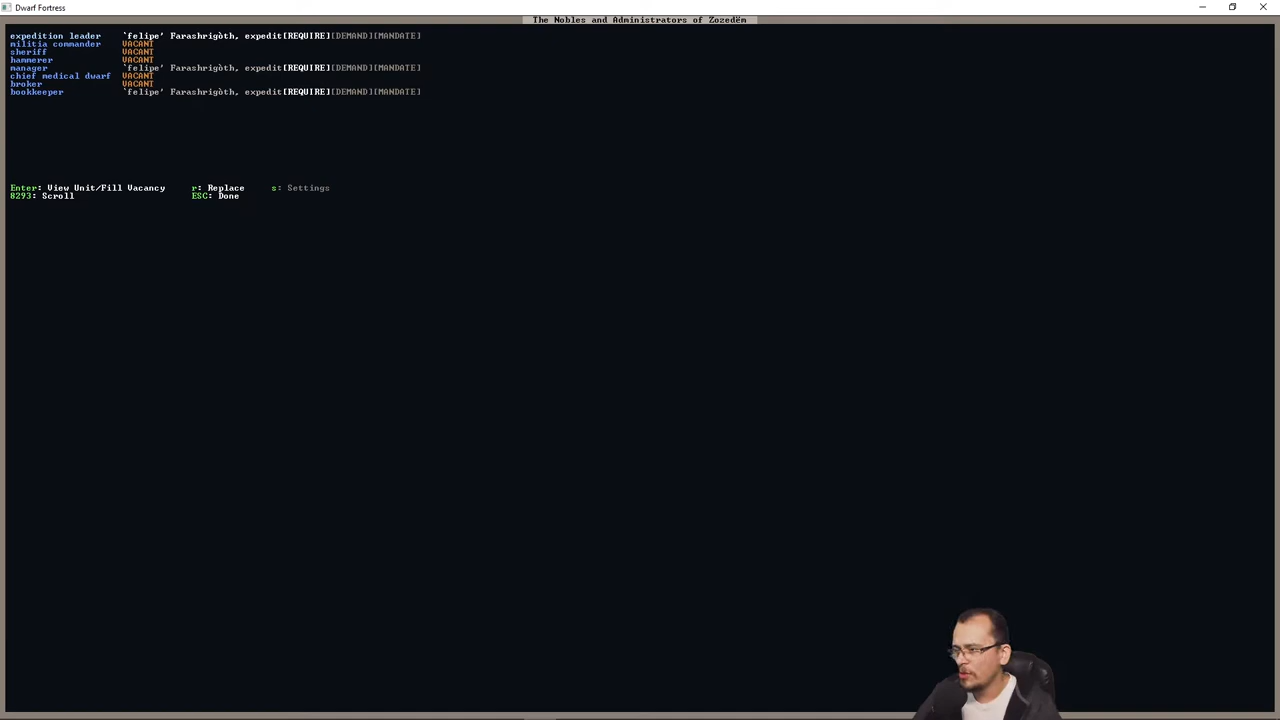 Dwarf Fortress
The Nobles and Administrators of Zozedëm
expedition leader `felipe' Farashrigòth, expedit[REQUIRE][DEMAND][MANDATE]
militia commander VACANT
sheriff VACANT
hammerer VACANT
manager `felipe' Farashrigòth, expedit[REQUIRE][DEMAND][MANDATE]
chief medical dwarf VACANT
broker VACANT
bookkeeper `felipe' Farashrigòth, expedit[REQUIRE][DEMAND][MANDATE]
Enter: View Unit/Fill Vacancy r: Replace s: Settings
8293: Scroll ESC: Done